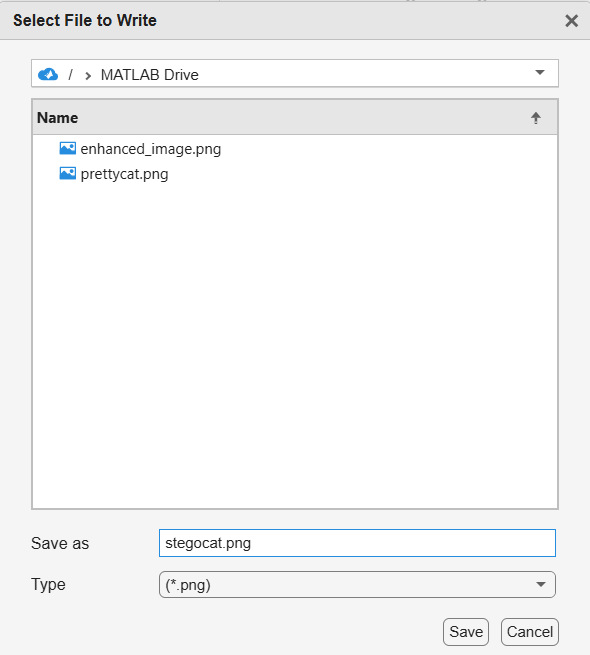 Select File to Write
/ > MATLAB Drive
Name
enhanced_image.png
prettycat.png
Save as stegocat.png
Type (*.png)
Save Cancel